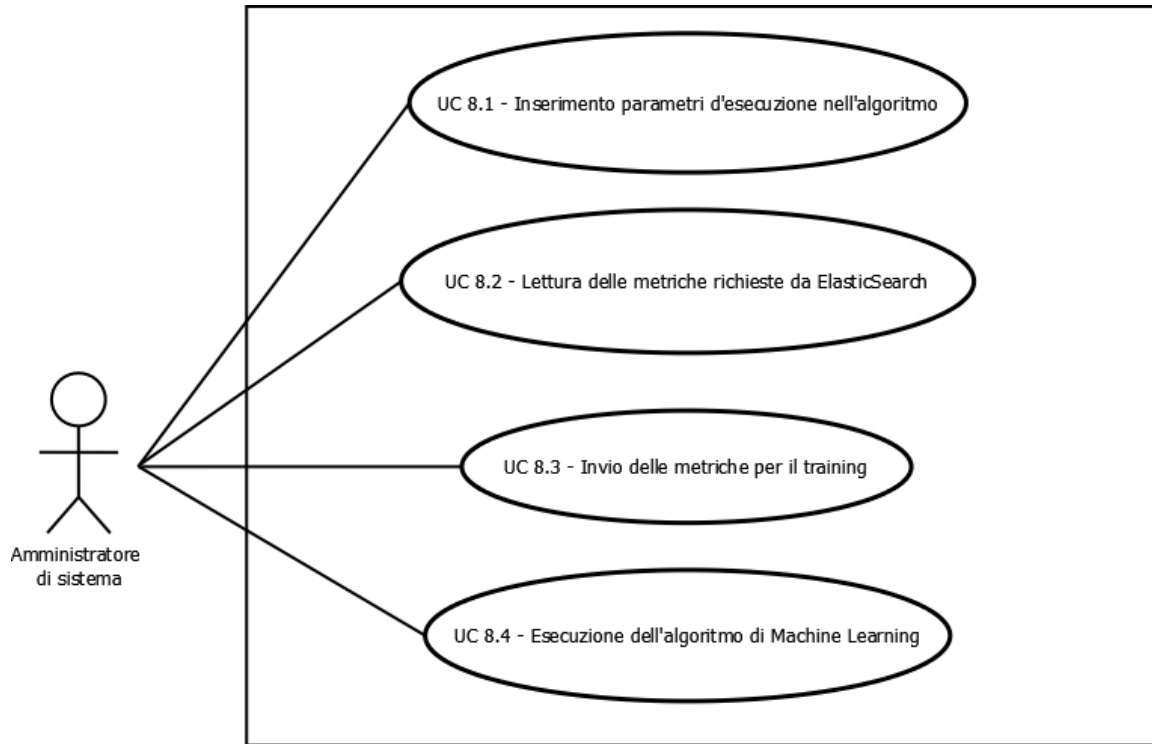 UC 8.1 - Inserimento parametri d'esecuzione nell'algoritmo
UC 8.2 - Lettura delle metriche richieste da ElasticSearch
UC 8.3 - Invio delle metriche per il training
UC 8.4 - Esecuzione dell'algoritmo di Machine Learning
Amministratore
di sistema